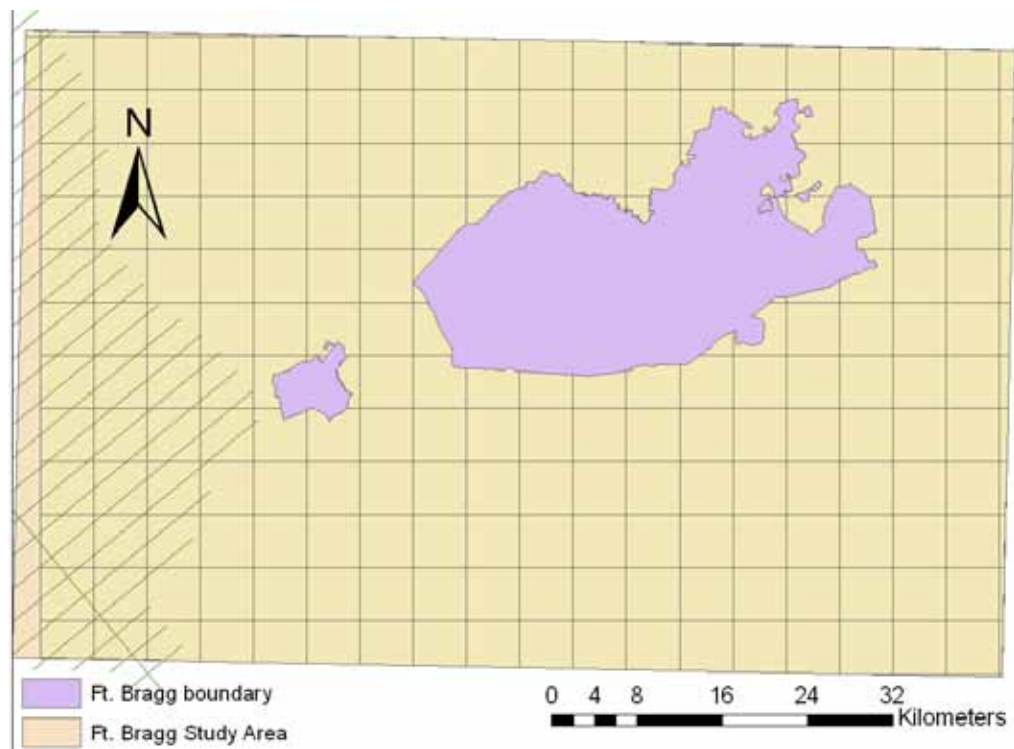 N
Ft. Bragg boundary
Ft. Bragg Study Area
0 4 8 16 24 32
Kilometers